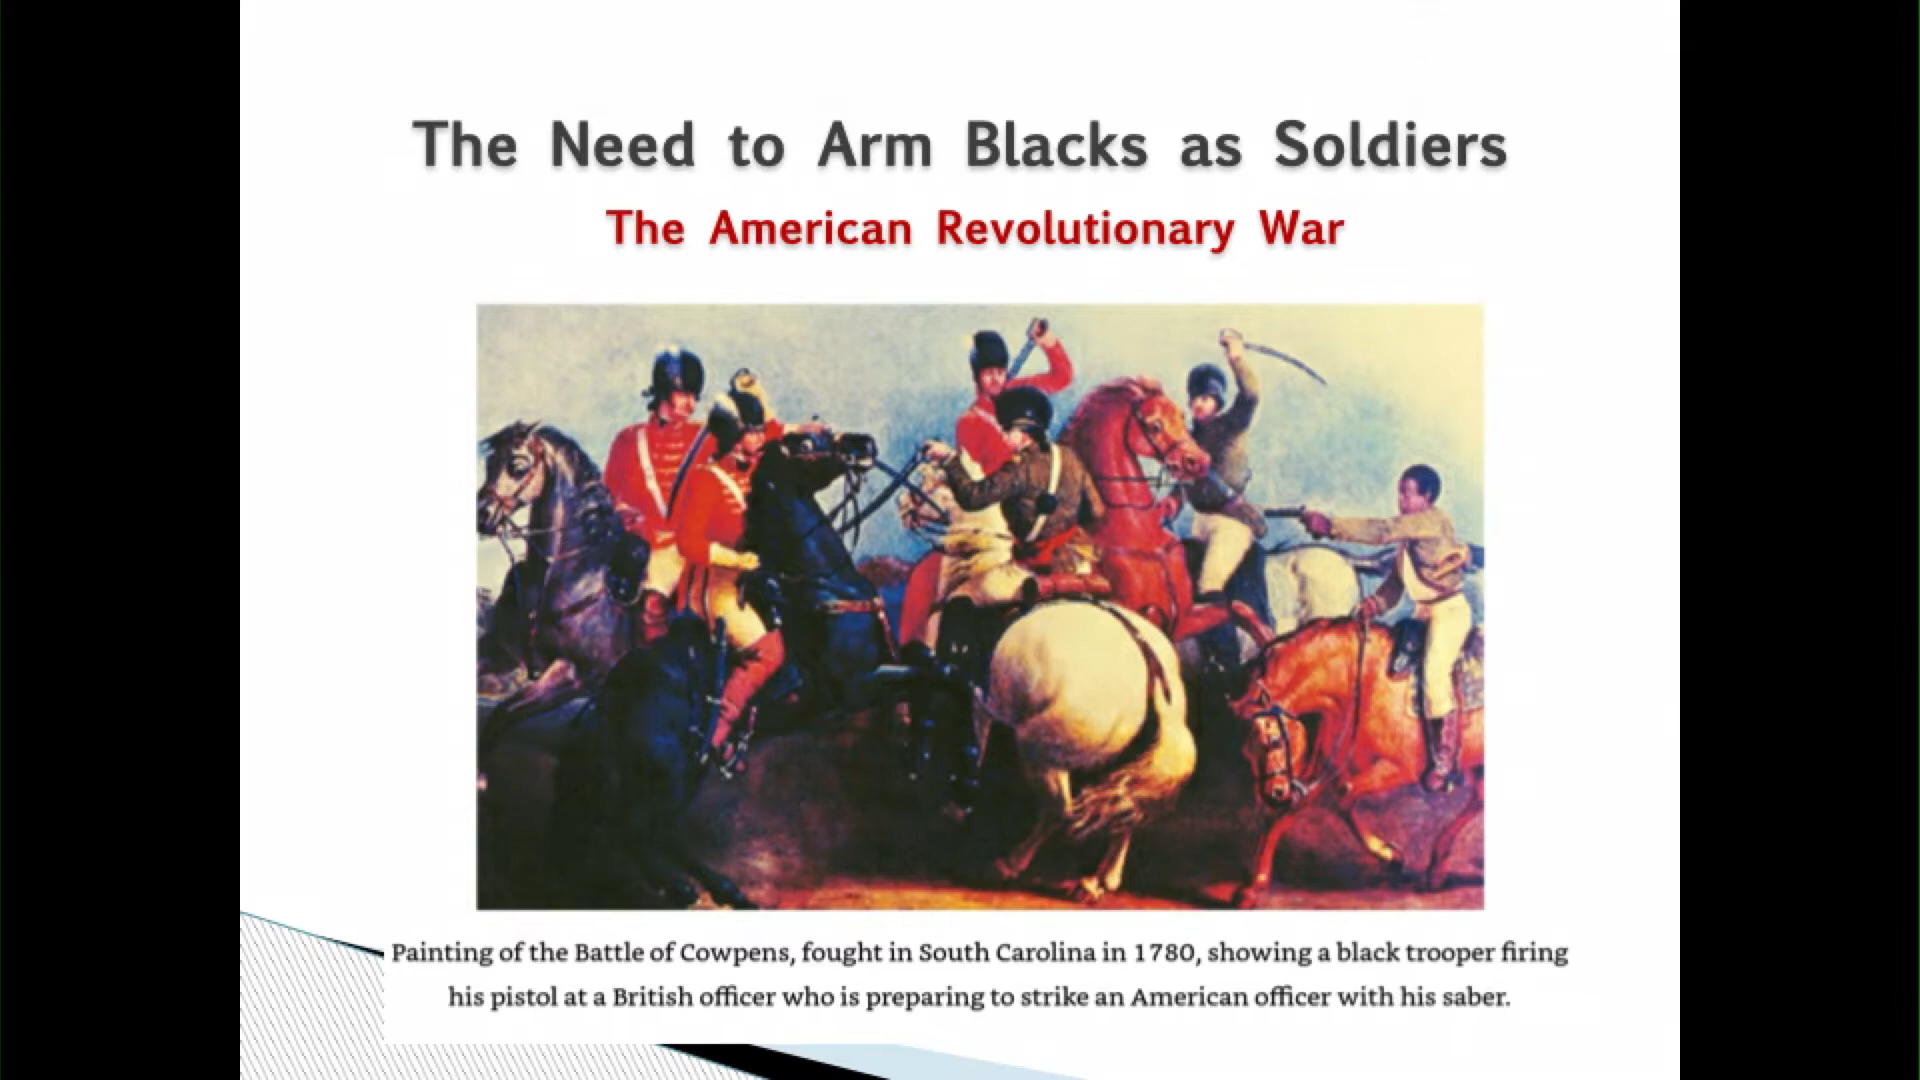 The Need to Arm Blacks as Soldiers
The American Revolutionary War
Painting of the Battle of Cowpens, fought in South Carolina in 1780, showing a black trooper firing
his pistol at a British officer who is preparing to strike an American officer with his saber.